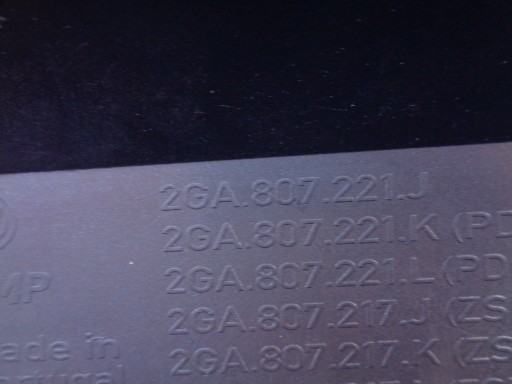 2GA.807.221.J
2GA.807.221.K (PD
2GA.807.221.L (PD
MP
2GA.807.217.J (ZS
ade in
2GA.807.217.K (ZS
rtugal